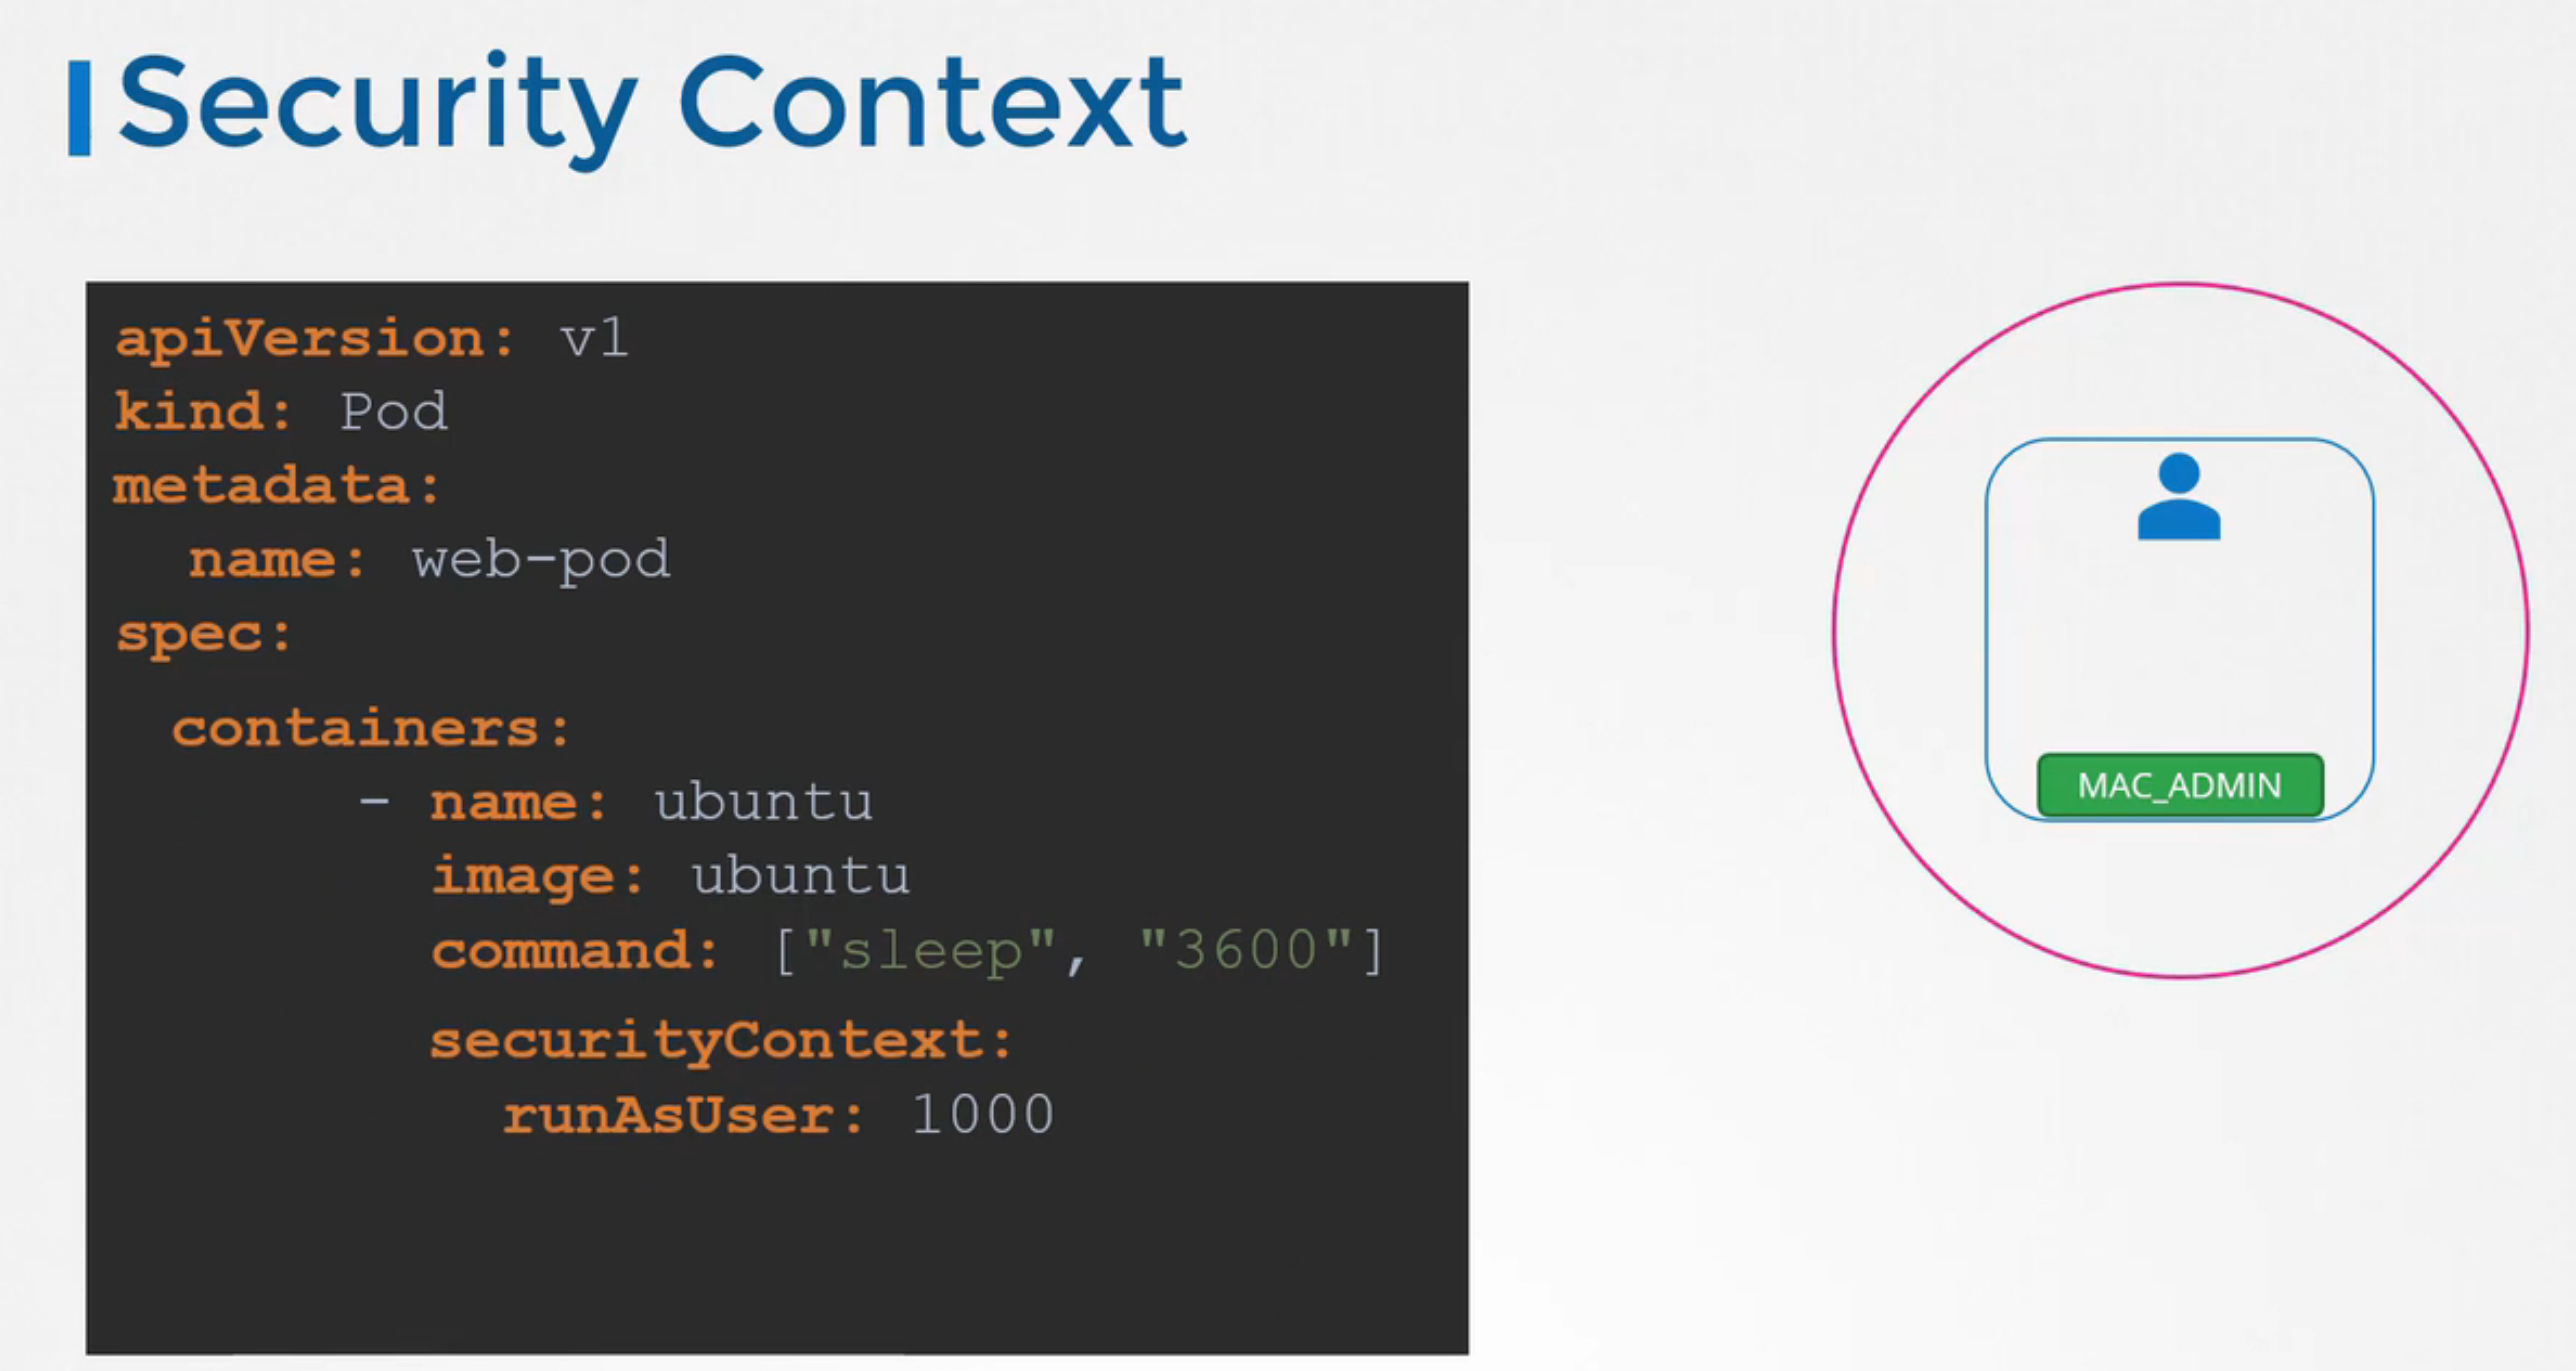 Security Context
apiVersion: v1
kind: Pod
metadata:
  name: web-pod
spec:
  containers:
      - name: ubuntu
        image: ubuntu
        command: ["sleep", "3600"]
        securityContext:
          runAsUser: 1000
MAC_ADMIN